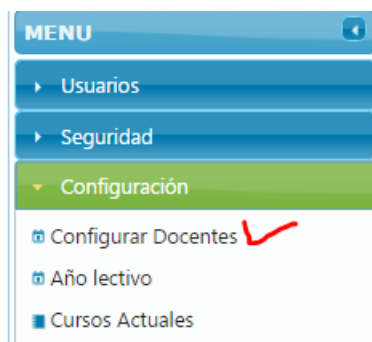 MENU
Usuarios
Seguridad
Configuración
Configurar Docentes
Año lectivo
Cursos Actuales